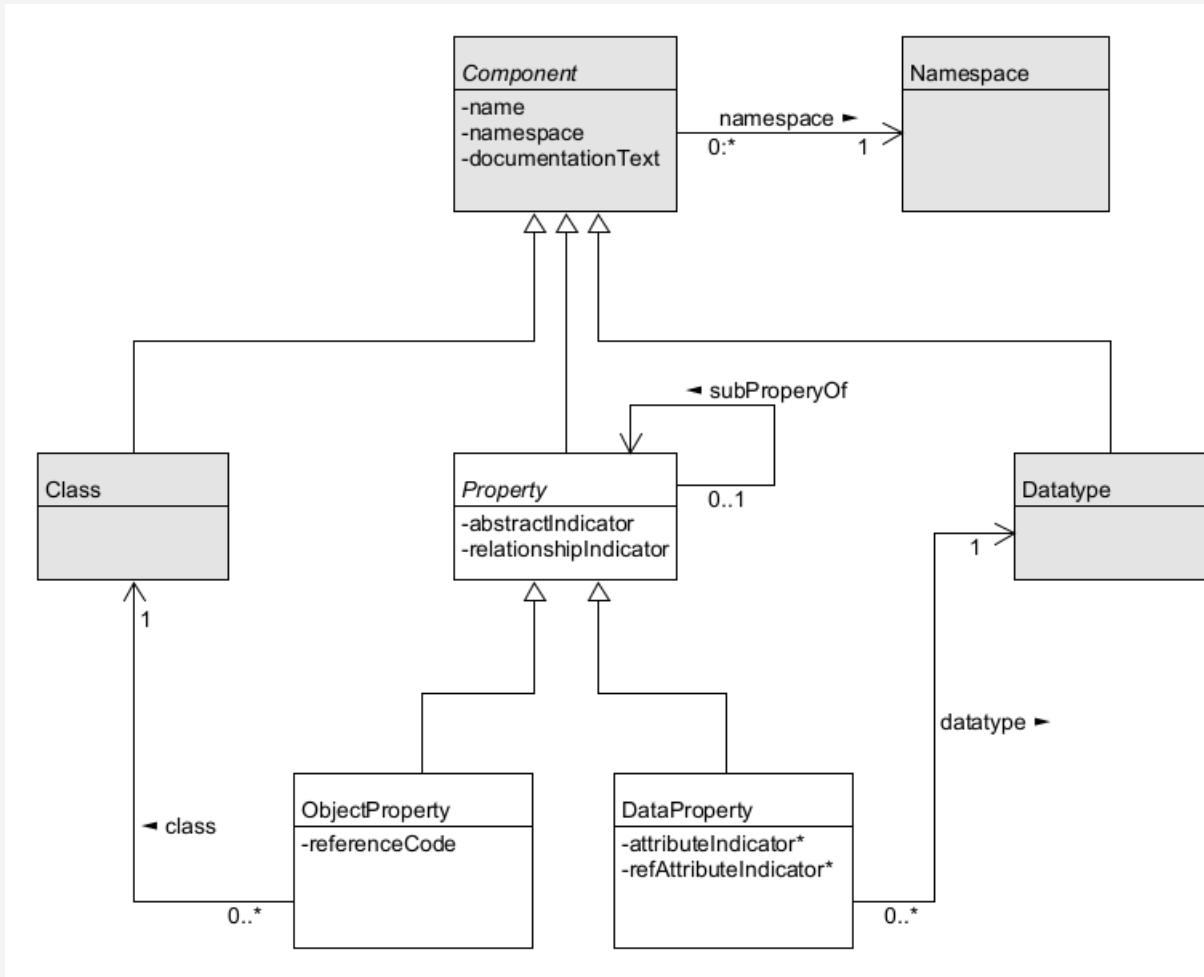 Component
-name
-namespace
-documentationText
Namespace
namespace ►
0:*
1
◄ subProperyOf
Class
Property
-abstractIndicator
-relationshipIndicator
0..1
Datatype
1
1
datatype ►
ObjectProperty
-referenceCode
DataProperty
-attributeIndicator*
-refAttributeIndicator*
◄ class
0..*
0..*